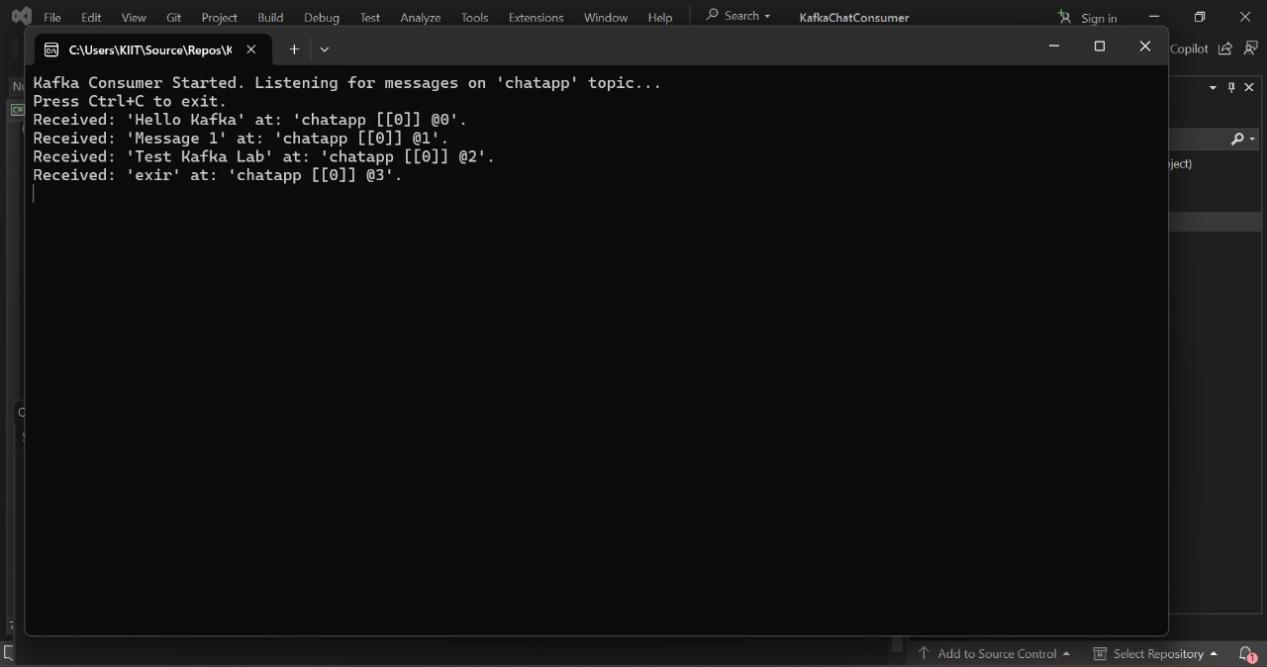 File Edit View Git Project Build Debug Test Analyze Tools Extensions Window Help Search KafkaChatConsumer Sign in
C:\Users\KIIT\Source\Repos\K
Copilot
Kafka Consumer Started. Listening for messages on 'chatapp' topic...
Press Ctrl+C to exit.
Received: 'Hello Kafka' at: 'chatapp [[0]] @0'.
Received: 'Message 1' at: 'chatapp [[0]] @1'.
Received: 'Test Kafka Lab' at: 'chatapp [[0]] @2'.
Received: 'exir' at: 'chatapp [[0]] @3'.
Add to Source Control Select Repository 1